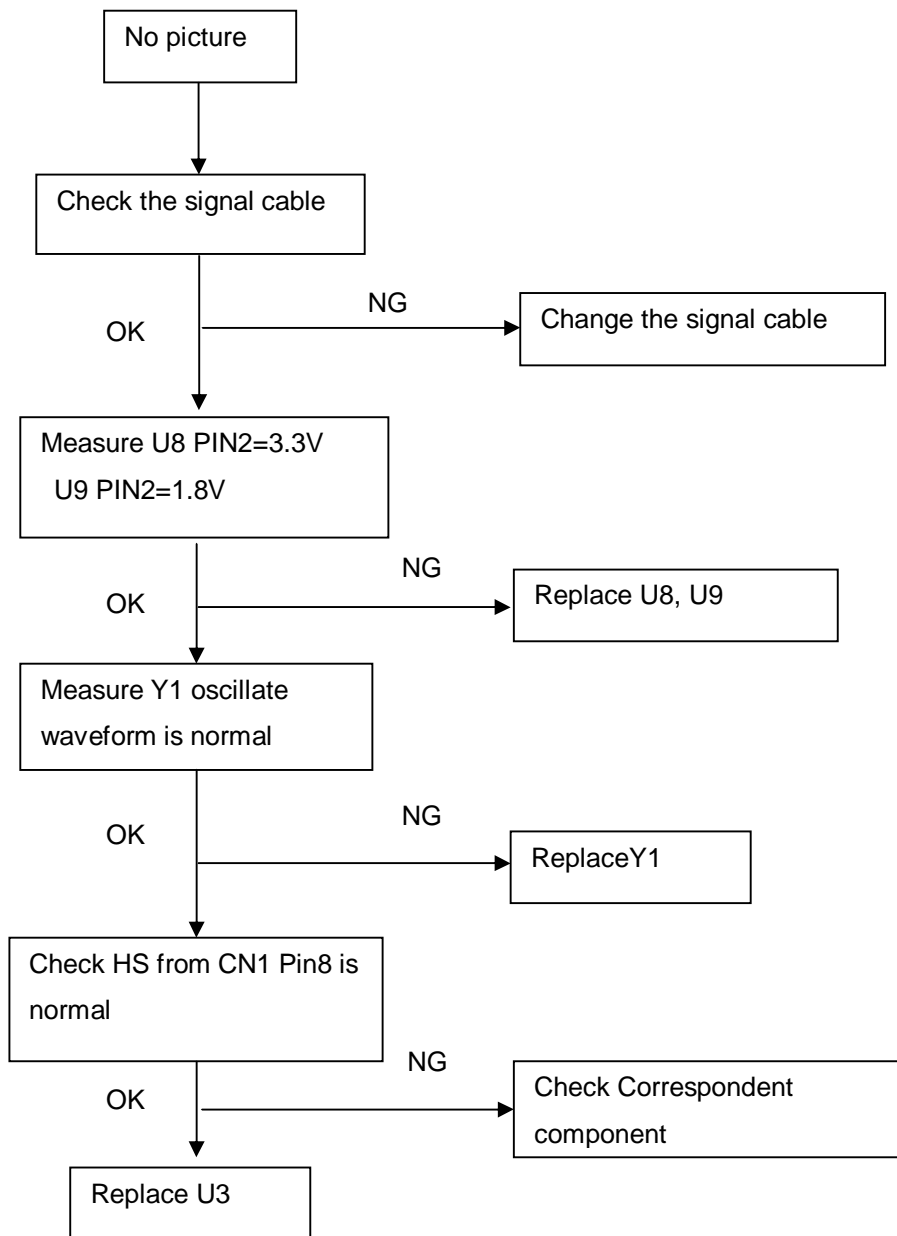 No picture
Check the signal cable
NG
OK
Change the signal cable
Measure U8 PIN2=3.3V
U9 PIN2=1.8V
NG
OK
Replace U8, U9
Measure Y1 oscillate
waveform is normal
NG
OK
ReplaceY1
Check HS from CN1 Pin8 is
normal
NG
OK
Check Correspondent
component
Replace U3